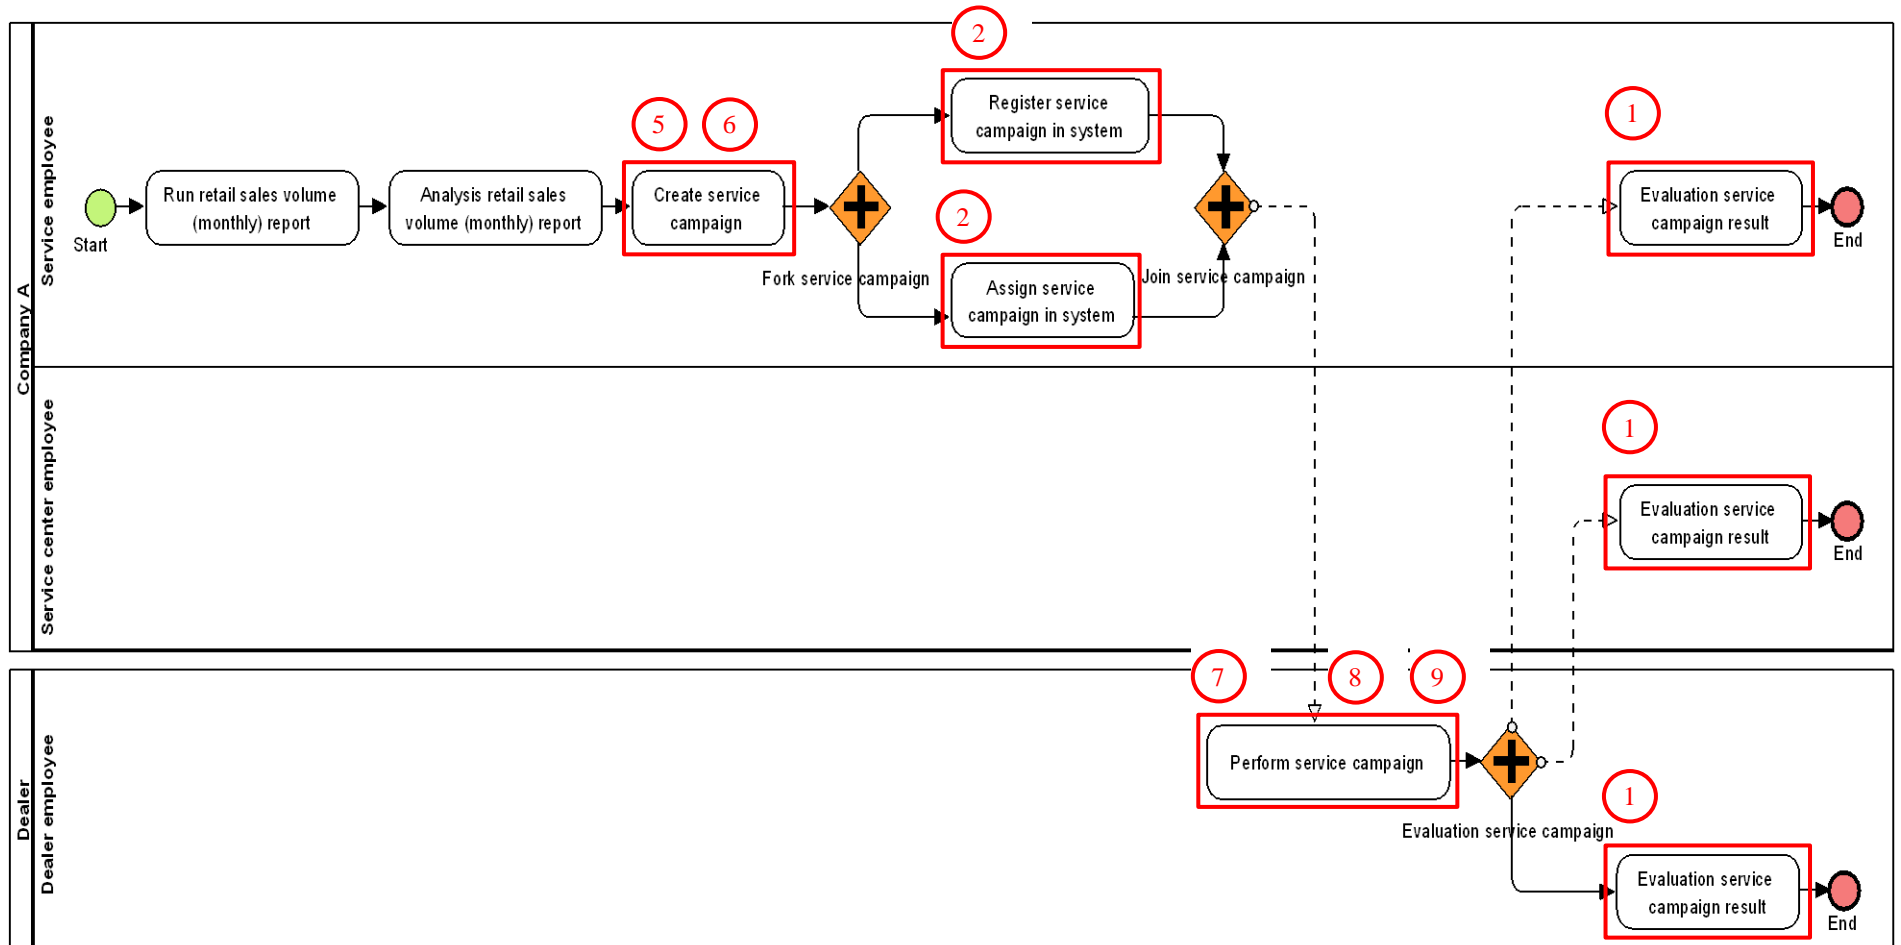 Company A
Service employee
Start
Run retail sales volume
(monthly) report
Analysis retail sales
volume (monthly) report
5
6
Create service
campaign
Fork service campaign
2
Register service
campaign in system
2
Assign service
campaign in system
Join service campaign
1
Evaluation service
campaign result
End
Service center employee
1
Evaluation service
campaign result
End
Dealer
Dealer employee
7
8
9
Perform service campaign
Evaluation service campaign
1
Evaluation service
campaign result
End